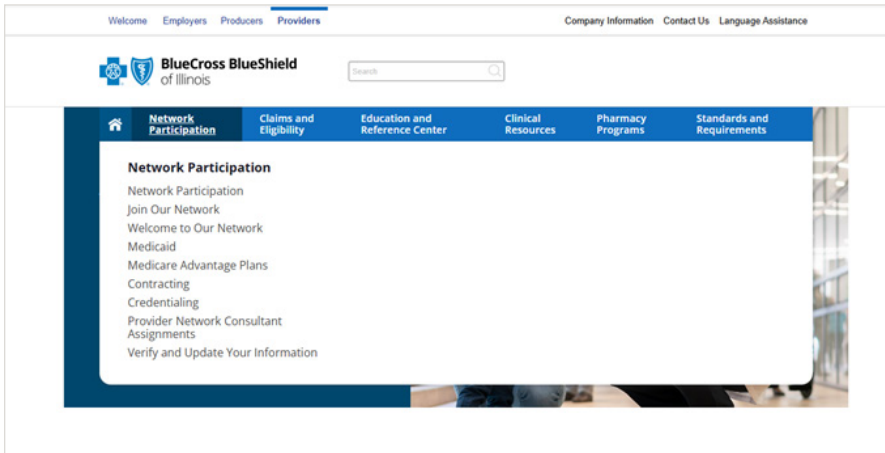 Welcome Employers Producers Providers Company Information Contact Us Language Assistance
BlueCross BlueShield
of Illinois
Search
Network Participation Claims and Eligibility Education and Reference Center Clinical Resources Pharmacy Programs Standards and Requirements
Network Participation
Network Participation
Join Our Network
Welcome to Our Network
Medicaid
Medicare Advantage Plans
Contracting
Credentialing
Provider Network Consultant
Assignments
Verify and Update Your Information